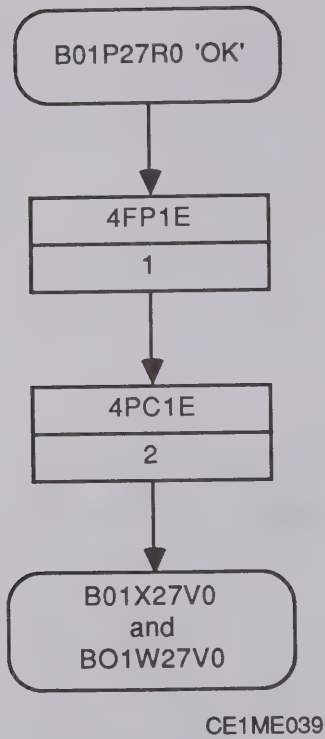 B01P27R0 'OK'
4FP1E
1
4PC1E
2
B01X27V0
and
BO1W27V0
CE1ME039